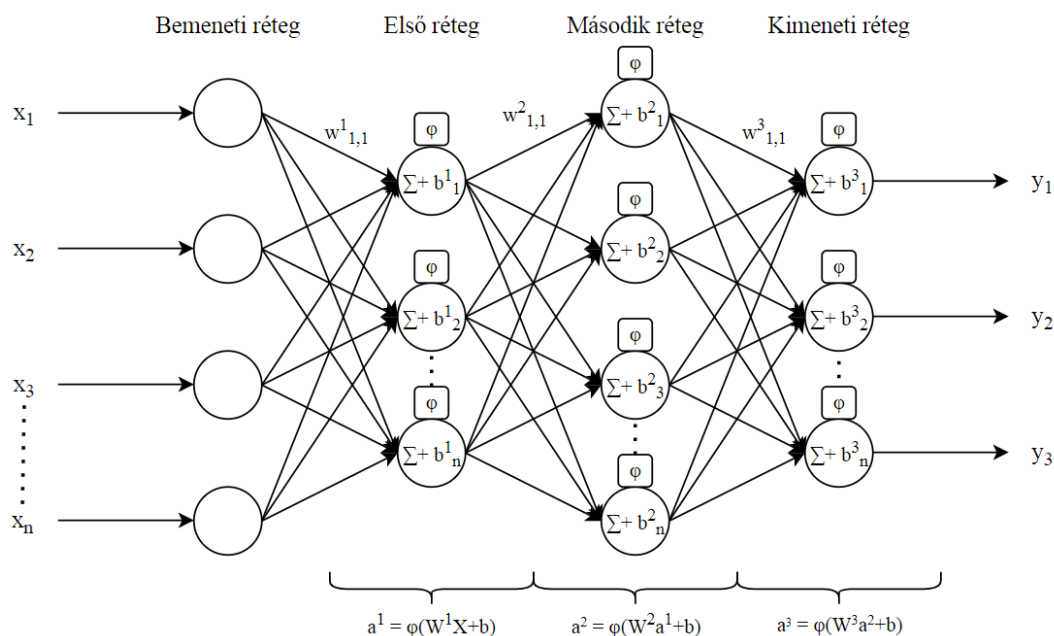 Bemeneti réteg Első réteg Második réteg Kimeneti réteg
φ
x₁ w¹₁,₁ φ w²₁,₁ ∑+ b²₁ w³₁,₁ φ
∑+ b¹₁ ∑+ b³₁ y₁
φ
x₂ ∑+ b²₂
φ φ
∑+ b¹₂ ∑+ b³₂ y₂
φ
x₃ ∑+ b²₃
φ φ
∑+ b¹ₙ ∑+ b³ₙ y₃
φ
xₙ ∑+ b²ₙ
a¹ = φ(W¹X+b) a² = φ(W²a¹+b) a³ = φ(W³a²+b)